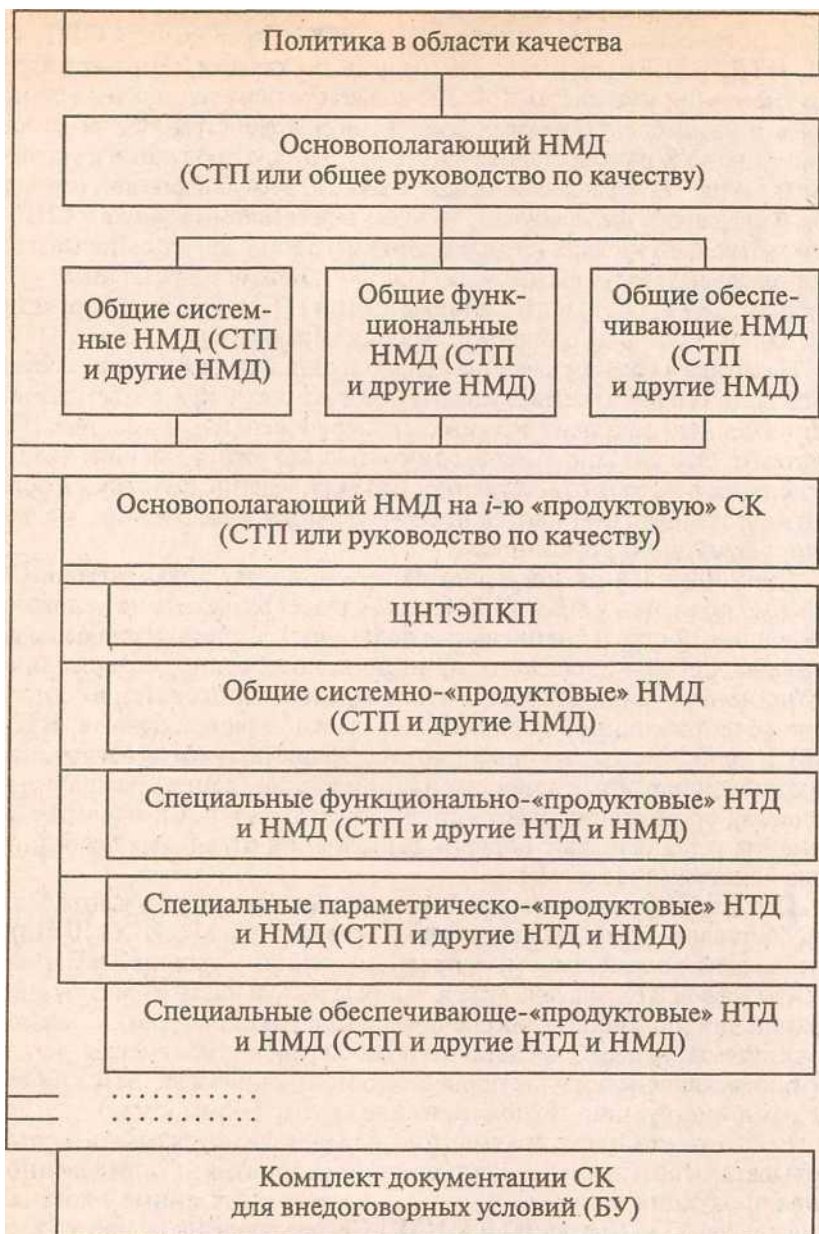 Политика в области качества
Основополагающий НМД
(СТП или общее руководство по качеству)
Общие систем-
ные НМД (СТП
и другие НМД)
Общие функ-
циональные
НМД (СТП
и другие НМД)
Общие обеспе-
чивающие НМД
(СТП
и другие НМД)
Основополагающий НМД на i-ю «продуктовую» СК
(СТП или руководство по качеству)
ЦНТЭПКП
Общие системно-«продуктовые» НМД
(СТП и другие НМД)
Специальные функционально-«продуктовые» НТД
и НМД (СТП и другие НТД и НМД)
Специальные параметрическо-«продуктовые» НТД
и НМД (СТП и другие НТД и НМД)
Специальные обеспечивающе-«продуктовые» НТД
и НМД (СТП и другие НТД и НМД)
Комплект документации СК
для внедоговорных условий (БУ)